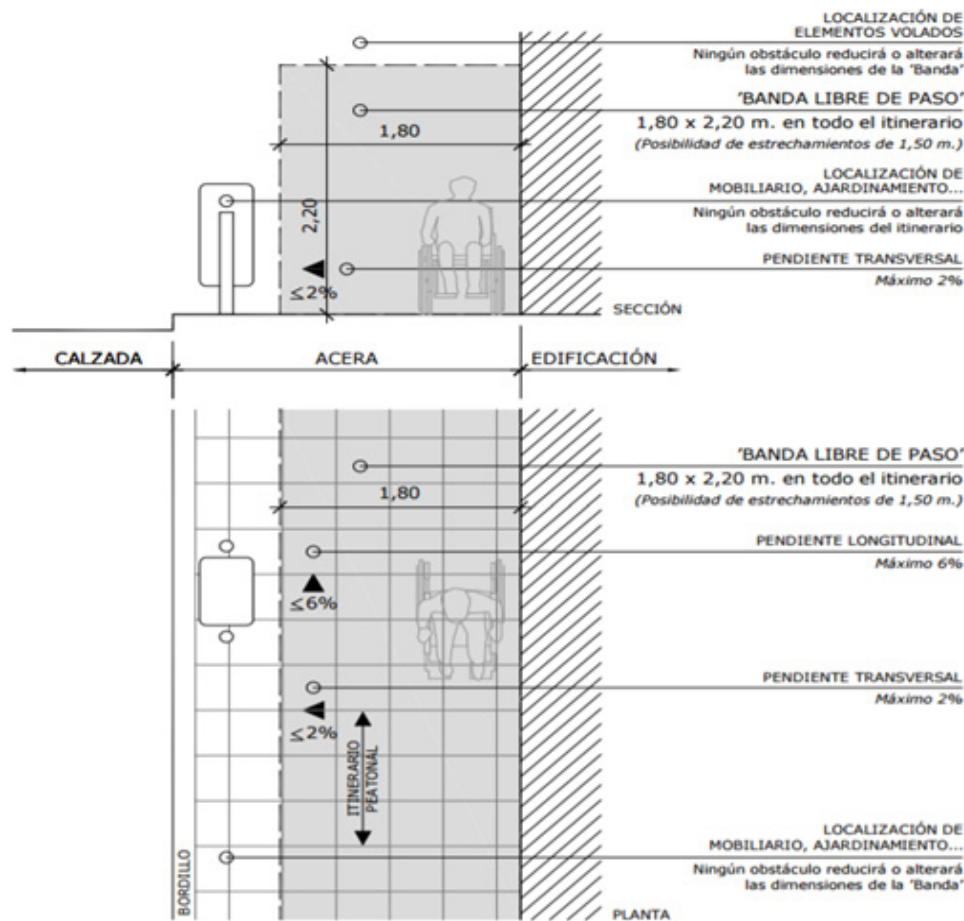 LOCALIZACIÓN DE
ELEMENTOS VOLADOS
Ningún obstáculo reducirá o alterará
las dimensiones de la 'Banda'
'BANDA LIBRE DE PASO'
1,80 x 2,20 m. en todo el itinerario
(Posibilidad de estrechamientos de 1,50 m.)
1,80
2,20
LOCALIZACIÓN DE
MOBILIARIO, AJARDINAMIENTO...
Ningún obstáculo reducirá o alterará
las dimensiones del itinerario
PENDIENTE TRANSVERSAL
Máximo 2%
≤2%
SECCIÓN
CALZADA
ACERA
EDIFICACIÓN
'BANDA LIBRE DE PASO'
1,80 x 2,20 m. en todo el itinerario
(Posibilidad de estrechamientos de 1,50 m.)
1,80
PENDIENTE LONGITUDINAL
Máximo 6%
≤6%
PENDIENTE TRANSVERSAL
Máximo 2%
≤2%
ITINERARIO
PEATONAL
LOCALIZACIÓN DE
MOBILIARIO, AJARDINAMIENTO...
Ningún obstáculo reducirá o alterará
las dimensiones de la 'Banda'
BORDILLO
PLANTA